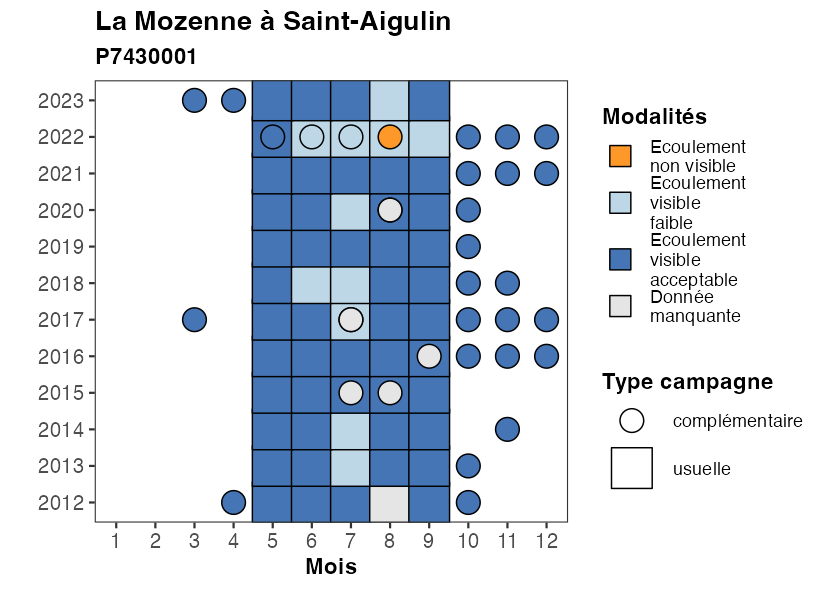 La Mozenne à Saint-Aigulin
P7430001
2023
2022
2021
2020
2019
2018
2017
2016
2015
2014
2013
2012
1 2 3 4 5 6 7 8 9 10 11 12
Mois
Modalités
Ecoulement
non visible
Ecoulement
visible
faible
Ecoulement
visible
acceptable
Donnée
manquante
Type campagne
complémentaire
usuelle